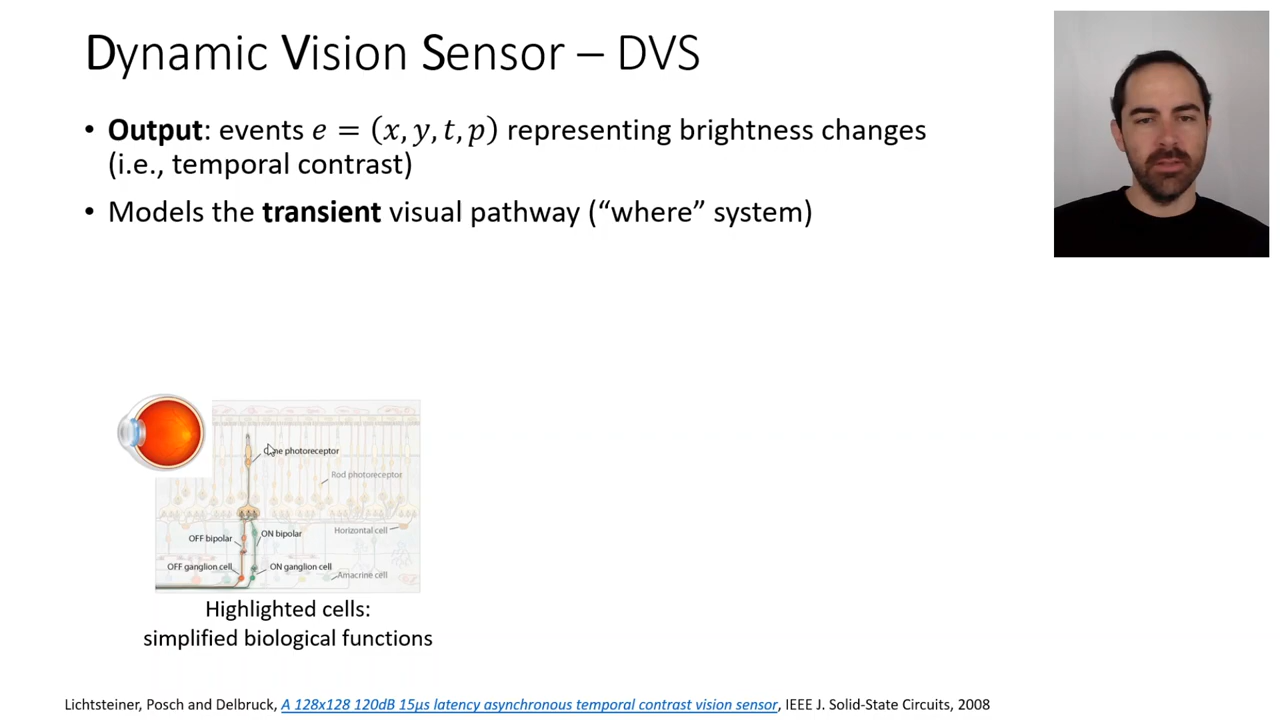 Dynamic Vision Sensor – DVS
• Output: events e = (x, y, t, p) representing brightness changes
(i.e., temporal contrast)
• Models the transient visual pathway (“where” system)
Cone photoreceptor
Rod photoreceptor
Horizontal cell
OFF bipolar
ON bipolar
OFF ganglion cell
ON ganglion cell
Amacrine cell
Highlighted cells:
simplified biological functions
Lichtsteiner, Posch and Delbruck, A 128x128 120dB 15μs latency asynchronous temporal contrast vision sensor, IEEE J. Solid-State Circuits, 2008